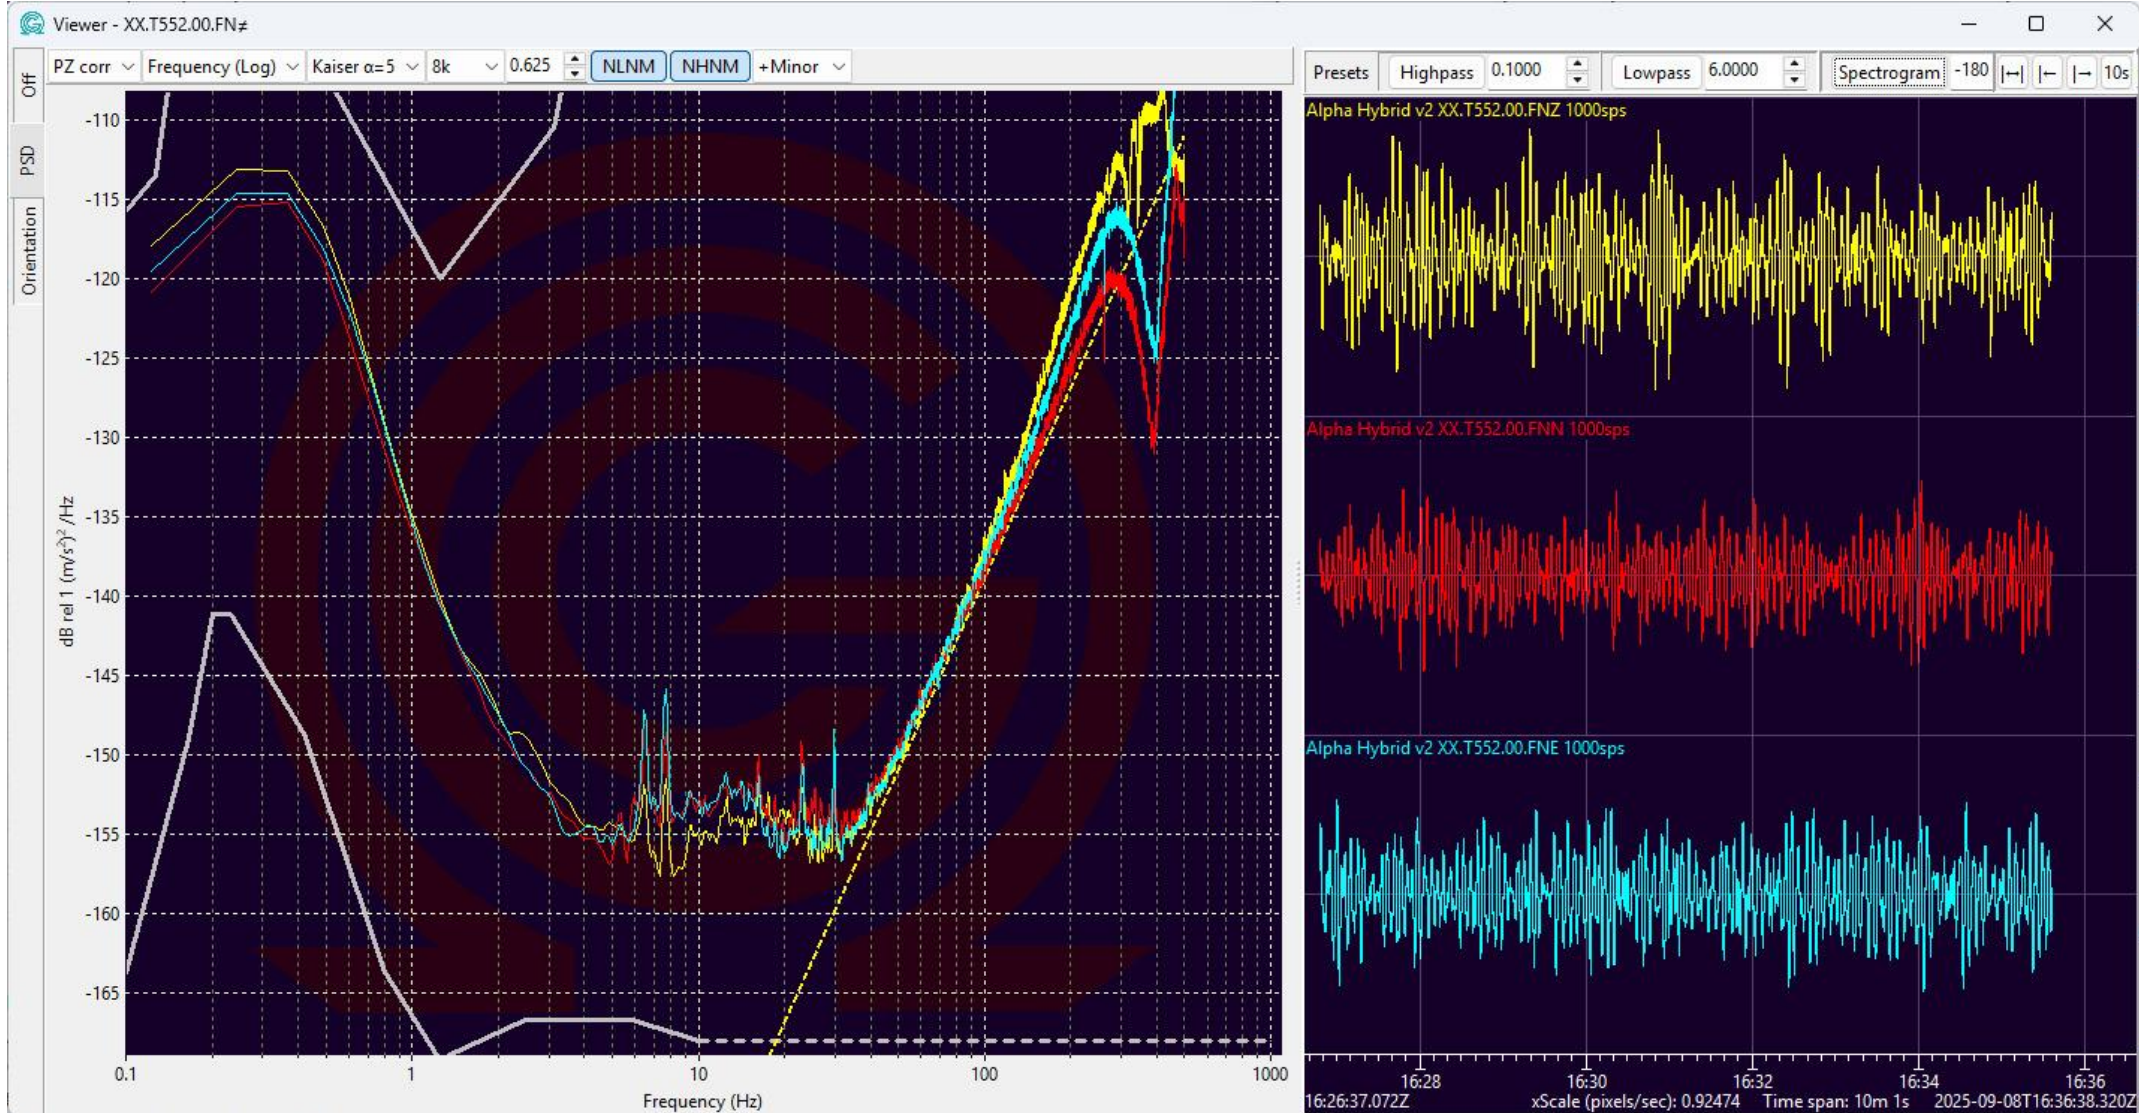 Viewer - XX.T552.00.FN≠
Off
PSD
Orientation
PZ corr Frequency (Log) Kaiser α=5 8k 0.625 NLNM NHNM +Minor
Presets Highpass 0.1000 Lowpass 6.0000 Spectrogram -180 |↔| |← |→ 10s
-110
-115
-120
-125
-130
-135
-140
-145
-150
-155
-160
-165
dB rel 1 (m/s²)² /Hz
0.1 1 10 100 1000
Frequency (Hz)
Alpha Hybrid v2 XX.T552.00.FNZ 1000sps
Alpha Hybrid v2 XX.T552.00.FNN 1000sps
Alpha Hybrid v2 XX.T552.00.FNE 1000sps
16:28 16:30 16:32 16:34 16:36
16:26:37.072Z xScale (pixels/sec): 0.92474 Time span: 10m 1s 2025-09-08T16:36:38.320Z